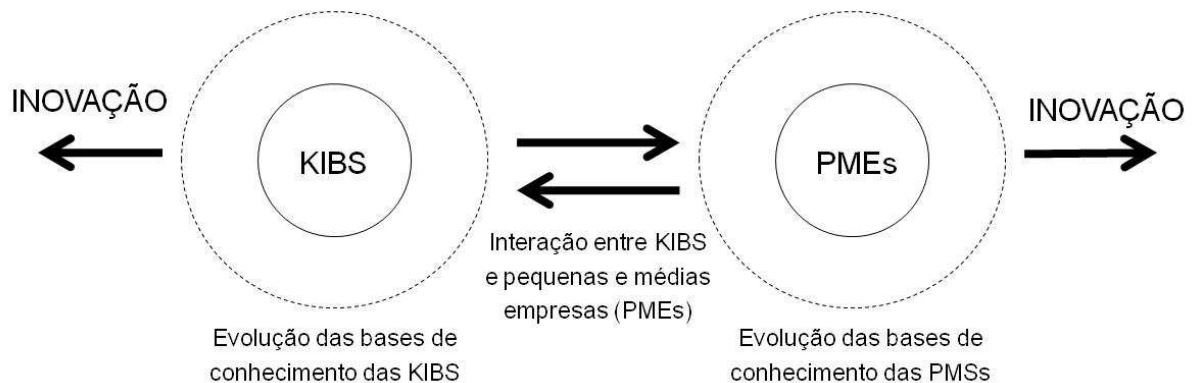 INOVAÇÃO
KIBS
PMEs
INOVAÇÃO
Interação entre KIBS
e pequenas e médias
empresas (PMEs)
Evolução das bases de
conhecimento das KIBS
Evolução das bases de
conhecimento das PMSs